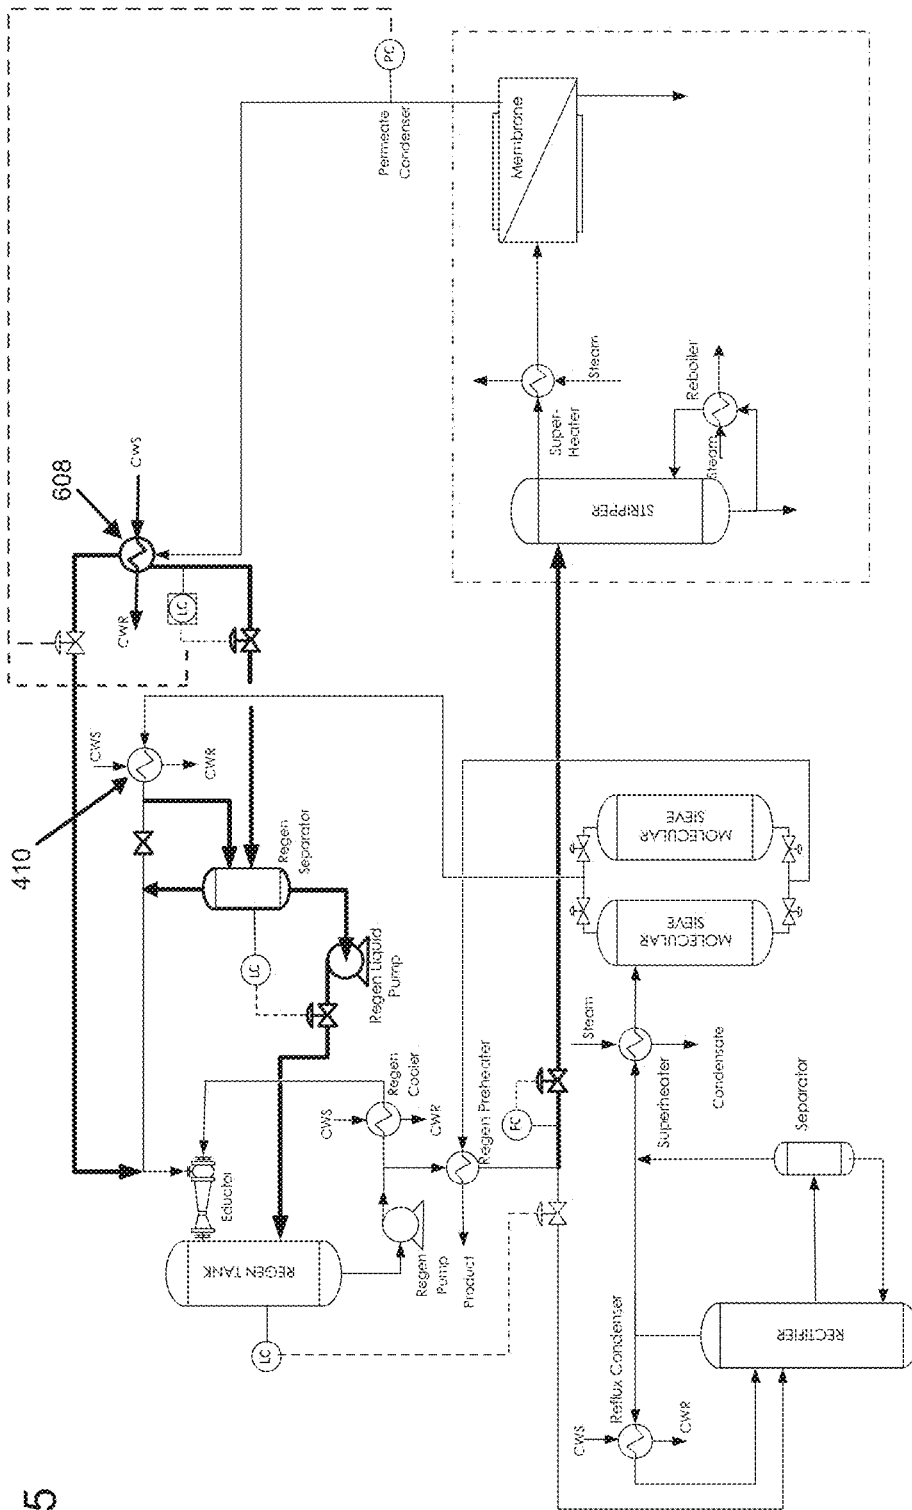 5
410
608
PC
Permeate
Condenser
CWS
CWR
LC
CWS
CWR
Regen
Separator
LC
Regen Liquid
Pump
Eductor
REGEN TANK
LC
CWS
CWR
Regen
Cooler
Regen
Pump
Regen Preheater
Product
FC
Membrane
Steam
Super-
Heater
STRIPPER
Reboiler
Steam
MOLECULAR
SIEVE
MOLECULAR
SIEVE
Steam
Superheater
Condensate
Separator
Reflux Condenser
CWS
CWR
RECTIFIER